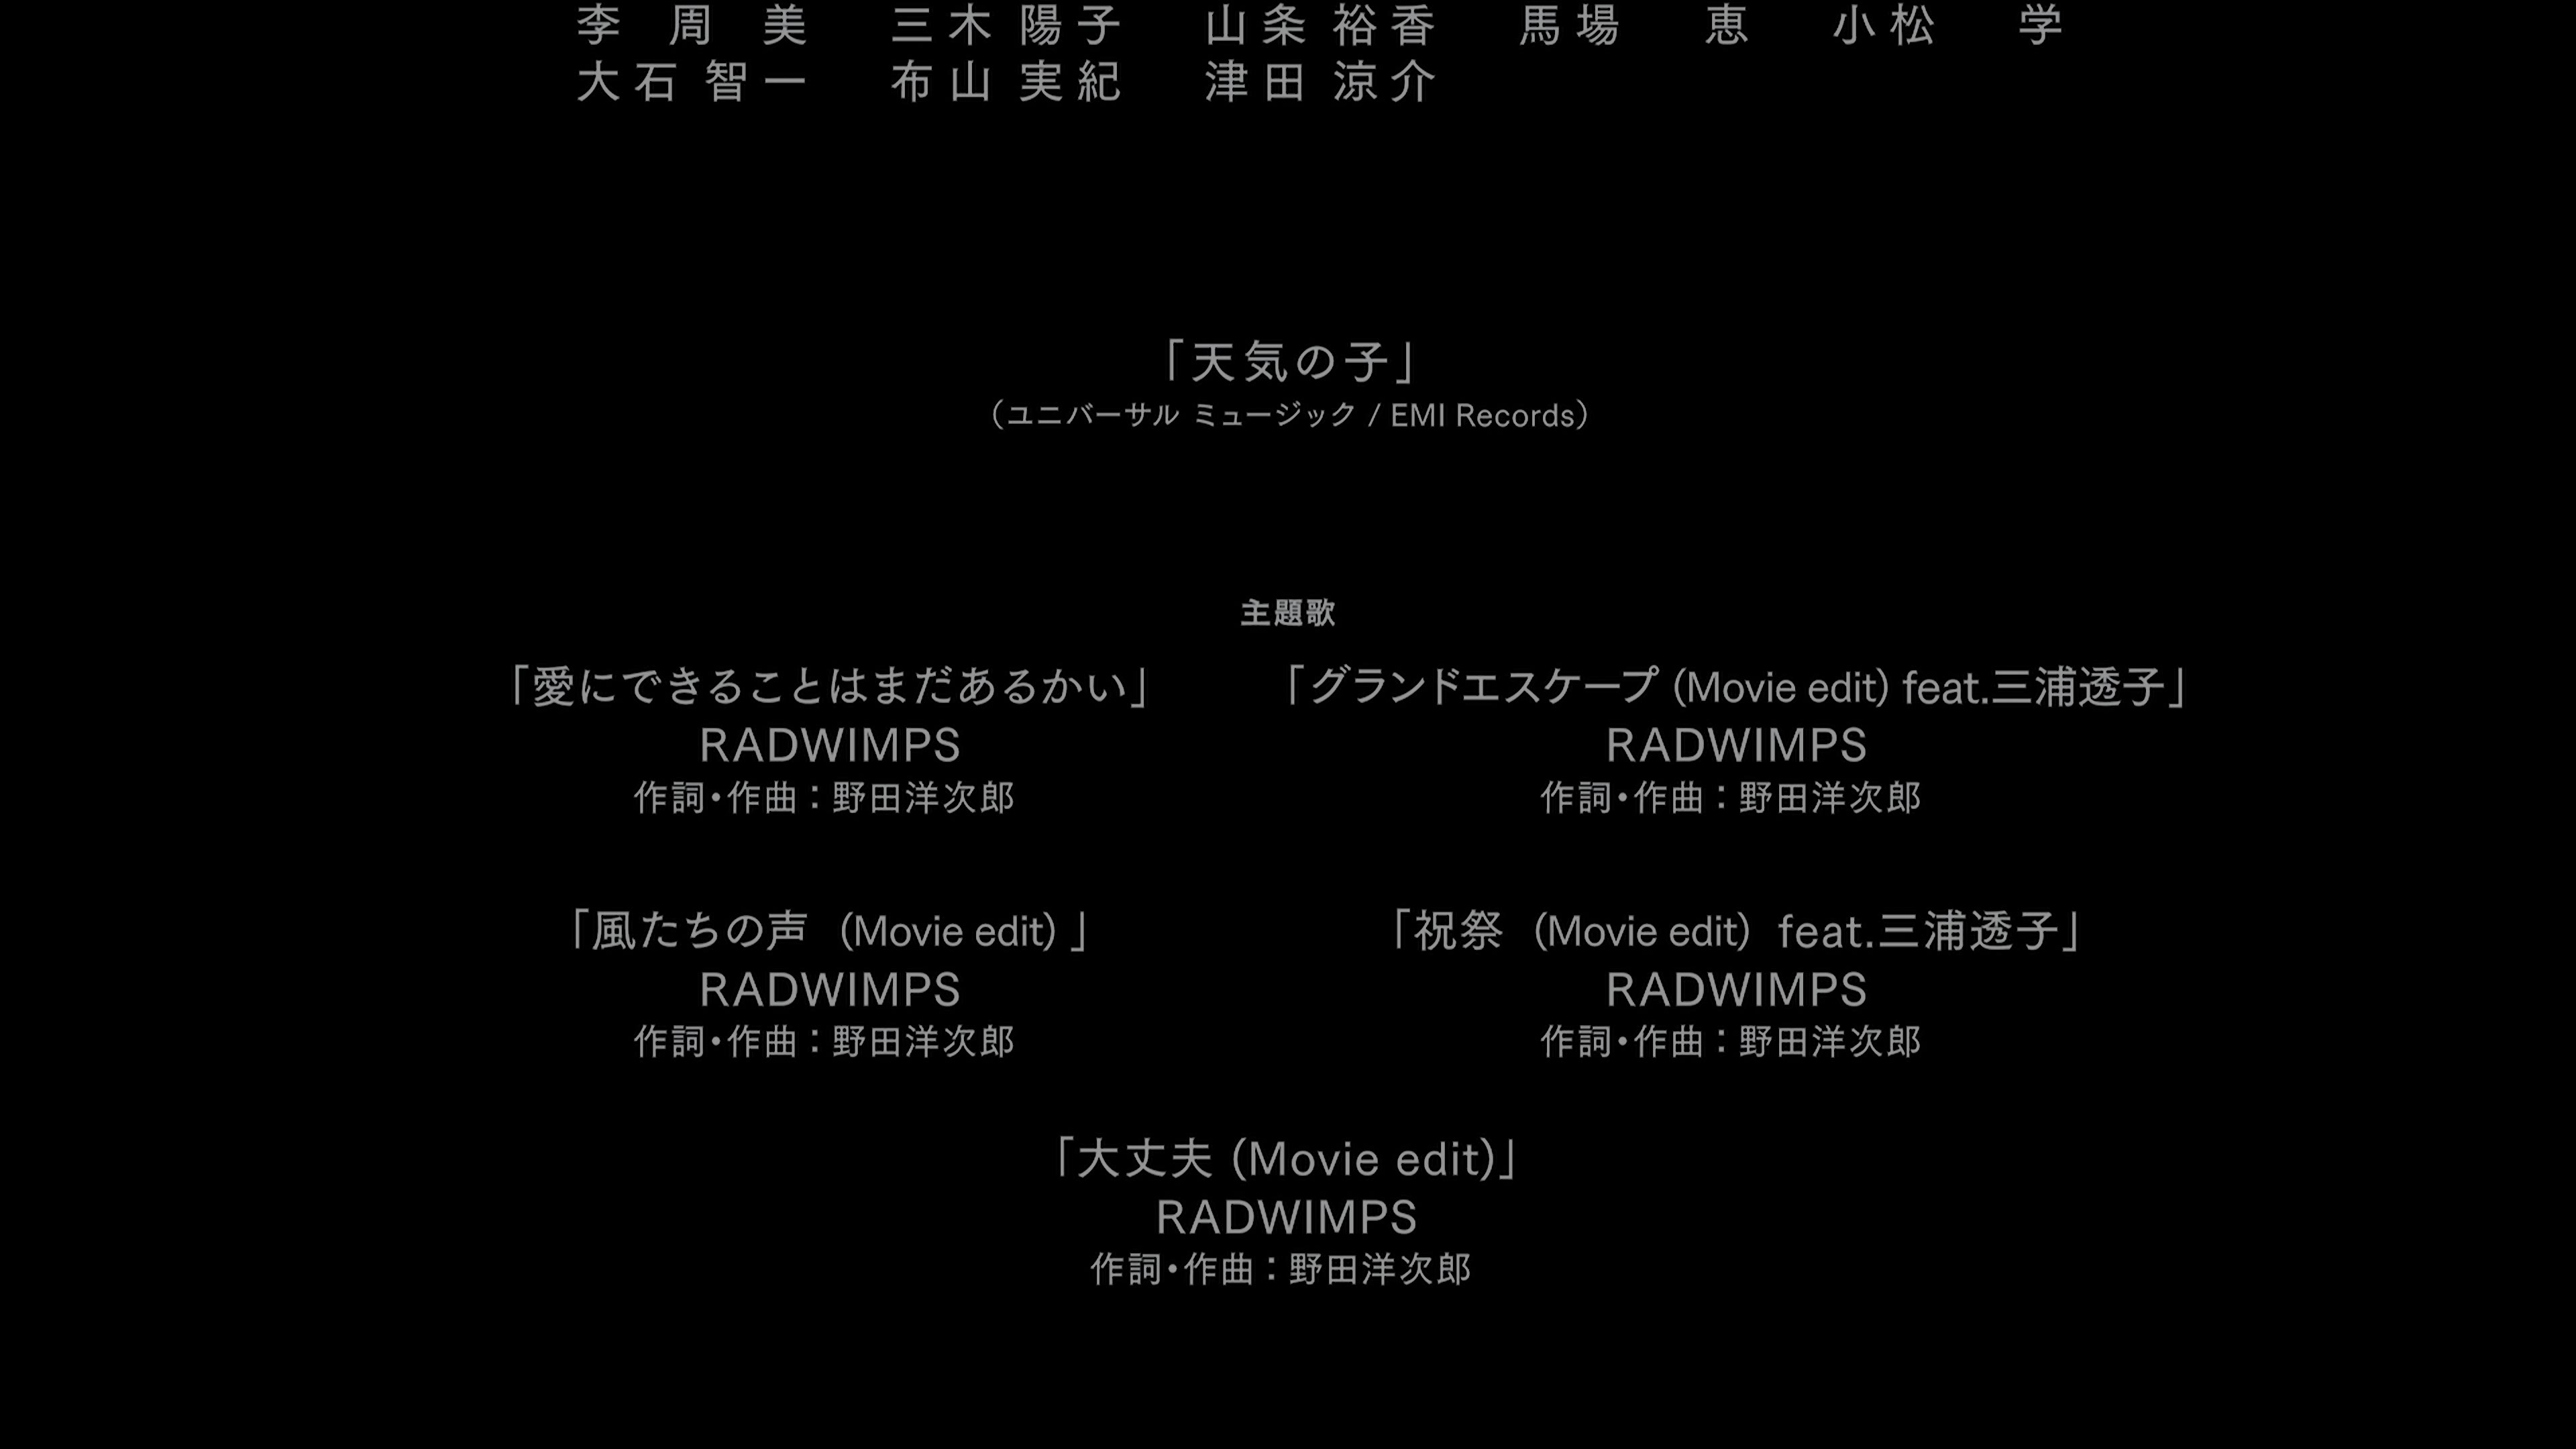 李 周 美 三木 陽子 山条 裕香 馬場 恵 小松 学
大石 智一 布山 実紀 津田 涼介
「天気の子」
（ユニバーサル ミュージック / EMI Records）
主題歌
「愛にできることはまだあるかい」
RADWIMPS
作詞・作曲：野田洋次郎
「グランドエスケープ (Movie edit) feat.三浦透子」
RADWIMPS
作詞・作曲：野田洋次郎
「風たちの声 (Movie edit) 」
RADWIMPS
作詞・作曲：野田洋次郎
「祝祭 (Movie edit) feat.三浦透子」
RADWIMPS
作詞・作曲：野田洋次郎
「大丈夫 (Movie edit)」
RADWIMPS
作詞・作曲：野田洋次郎